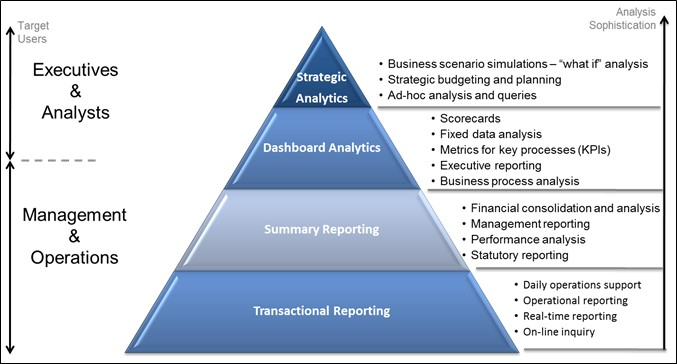 Target
Users
Analysis
Sophistication
Executives
&
Analysts
Strategic
Analytics
• Business scenario simulations – “what if” analysis
• Strategic budgeting and planning
• Ad-hoc analysis and queries
Dashboard Analytics
• Scorecards
• Fixed data analysis
• Metrics for key processes (KPIs)
• Executive reporting
• Business process analysis
Management
&
Operations
Summary Reporting
• Financial consolidation and analysis
• Management reporting
• Performance analysis
• Statutory reporting
Transactional Reporting
• Daily operations support
• Operational reporting
• Real-time reporting
• On-line inquiry